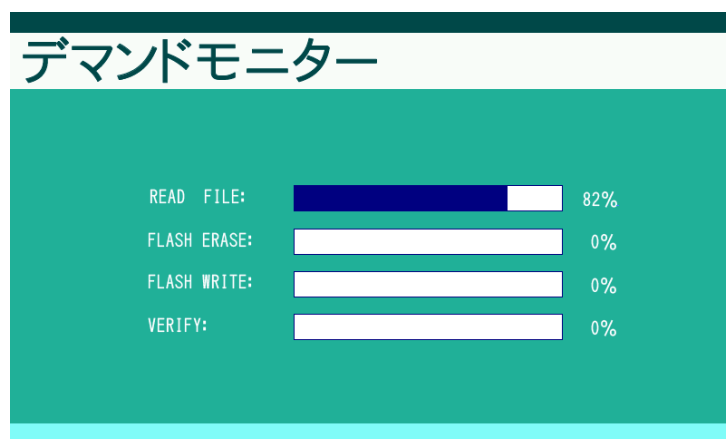 デマンドモニター
READ FILE: 82%
FLASH ERASE: 0%
FLASH WRITE: 0%
VERIFY: 0%